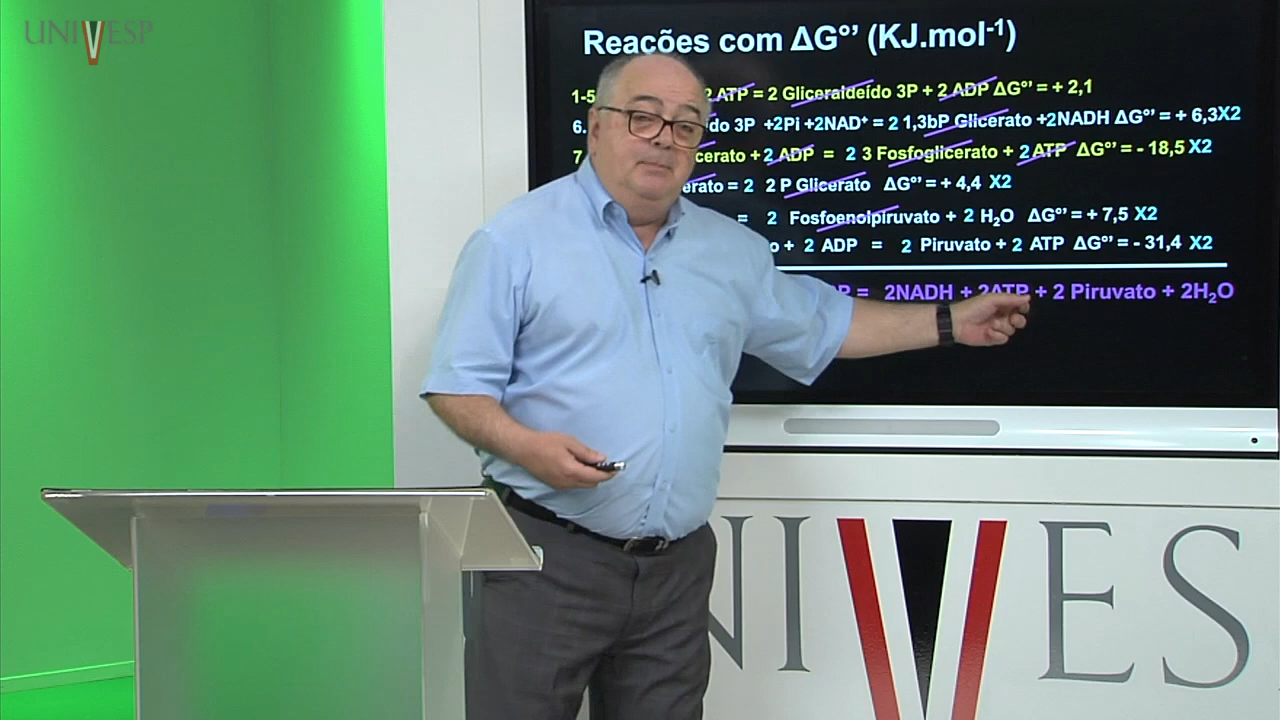 UNIVESP
Reações com ΔG°’ (KJ.mol⁻¹)
1-5 2 ATP = 2 Gliceraldeído 3P + 2 ADP ΔG°’ = + 2,1
6. do 3P +2Pi +2NAD⁺ = 2 1,3bP Glicerato +2NADH ΔG°’ = + 6,3X2
7 cerato + 2 ADP = 2 3 Fosfoglicerato + 2 ATP ΔG°’ = - 18,5 X2
erato = 2 2 P Glicerato ΔG°’ = + 4,4 X2
= 2 Fosfoenolpiruvato + 2 H₂O ΔG°’ = + 7,5 X2
o + 2 ADP = 2 Piruvato + 2 ATP ΔG°’ = - 31,4 X2
DP = 2NADH + 2ATP + 2 Piruvato + 2H₂O
NIVES